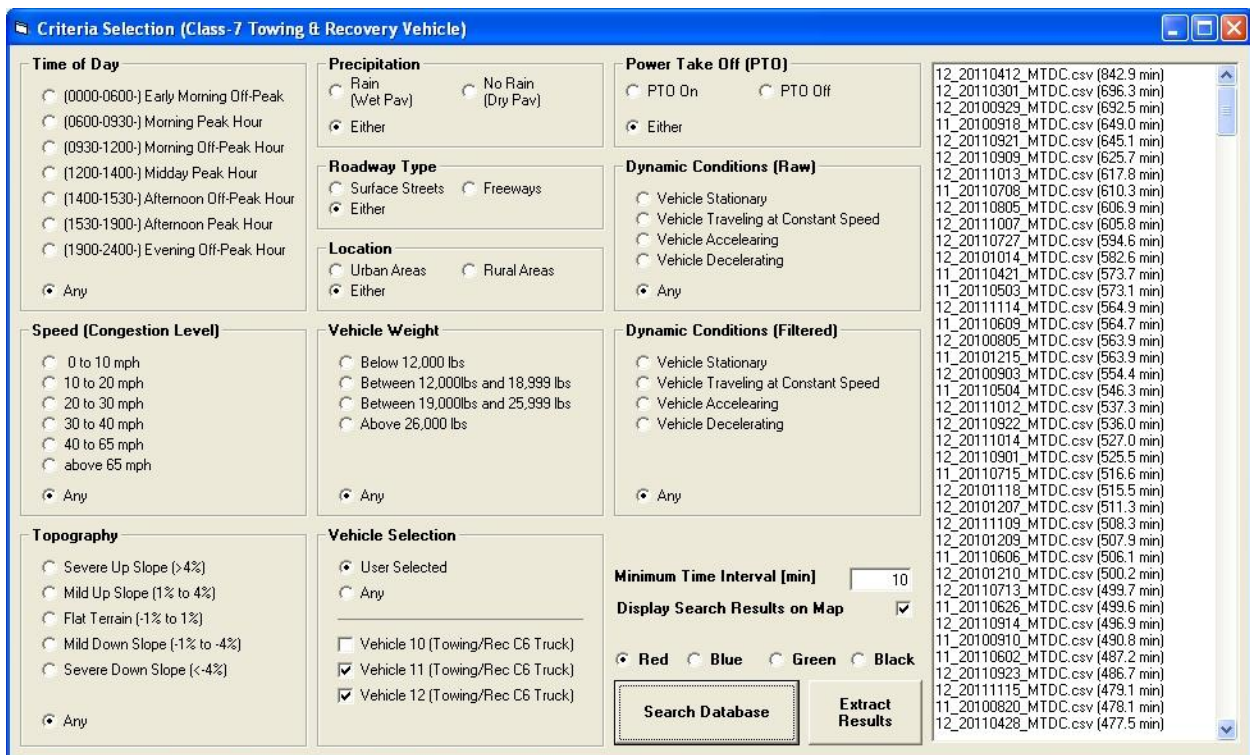 Criteria Selection (Class-7 Towing & Recovery Vehicle)
Time of Day
(0000-0600-) Early Morning Off-Peak
(0600-0930-) Morning Peak Hour
(0930-1200-) Morning Off-Peak Hour
(1200-1400-) Midday Peak Hour
(1400-1530-) Afternoon Off-Peak Hour
(1530-1900-) Afternoon Peak Hour
(1900-2400-) Evening Off-Peak Hour
Any
Speed (Congestion Level)
0 to 10 mph
10 to 20 mph
20 to 30 mph
30 to 40 mph
40 to 65 mph
above 65 mph
Any
Topography
Severe Up Slope (>4%)
Mild Up Slope (1% to 4%)
Flat Terrain (-1% to 1%)
Mild Down Slope (-1% to -4%)
Severe Down Slope (<-4%)
Any
Precipitation
Rain
(Wet Pav)
No Rain
(Dry Pav)
Either
Roadway Type
Surface Streets
Freeways
Either
Location
Urban Areas
Rural Areas
Either
Vehicle Weight
Below 12,000 lbs
Between 12,000lbs and 18,999 lbs
Between 19,000lbs and 25,999 lbs
Above 26,000 lbs
Any
Vehicle Selection
User Selected
Any
Vehicle 10 (Towing/Rec C6 Truck)
Vehicle 11 (Towing/Rec C6 Truck)
Vehicle 12 (Towing/Rec C6 Truck)
Power Take Off (PTO)
PTO On
PTO Off
Either
Dynamic Conditions (Raw)
Vehicle Stationary
Vehicle Traveling at Constant Speed
Vehicle Accelearing
Vehicle Decelerating
Any
Dynamic Conditions (Filtered)
Vehicle Stationary
Vehicle Traveling at Constant Speed
Vehicle Accelearing
Vehicle Decelerating
Any
Minimum Time Interval [min]
10
Display Search Results on Map
Red
Blue
Green
Black
Search Database
Extract
Results
12_20110412_MTDC.csv (842.9 min)
12_20110301_MTDC.csv (696.3 min)
12_20100929_MTDC.csv (692.5 min)
11_20100918_MTDC.csv (649.0 min)
12_20110921_MTDC.csv (645.1 min)
12_20110909_MTDC.csv (625.7 min)
12_20111013_MTDC.csv (617.8 min)
11_20110708_MTDC.csv (610.3 min)
12_20110805_MTDC.csv (606.9 min)
12_20111007_MTDC.csv (605.8 min)
12_20110727_MTDC.csv (594.6 min)
12_20101014_MTDC.csv (582.6 min)
11_20110421_MTDC.csv (573.7 min)
11_20110503_MTDC.csv (573.1 min)
12_20111114_MTDC.csv (564.9 min)
11_20110609_MTDC.csv (564.7 min)
12_20100805_MTDC.csv (563.9 min)
11_20101215_MTDC.csv (563.9 min)
12_20100903_MTDC.csv (554.4 min)
11_20110504_MTDC.csv (546.3 min)
12_20111012_MTDC.csv (537.3 min)
12_20110922_MTDC.csv (536.0 min)
12_20111014_MTDC.csv (527.0 min)
12_20110901_MTDC.csv (525.5 min)
11_20110715_MTDC.csv (516.6 min)
12_20101118_MTDC.csv (515.5 min)
12_20101207_MTDC.csv (511.3 min)
12_20111109_MTDC.csv (508.3 min)
12_20101209_MTDC.csv (507.9 min)
11_20110606_MTDC.csv (506.1 min)
12_20101210_MTDC.csv (500.2 min)
12_20110713_MTDC.csv (499.7 min)
11_20110626_MTDC.csv (499.6 min)
12_20110914_MTDC.csv (496.9 min)
11_20100910_MTDC.csv (490.8 min)
11_20110602_MTDC.csv (487.2 min)
12_20110923_MTDC.csv (486.7 min)
12_20111115_MTDC.csv (479.1 min)
11_20100820_MTDC.csv (478.1 min)
12_20110428_MTDC.csv (477.5 min)